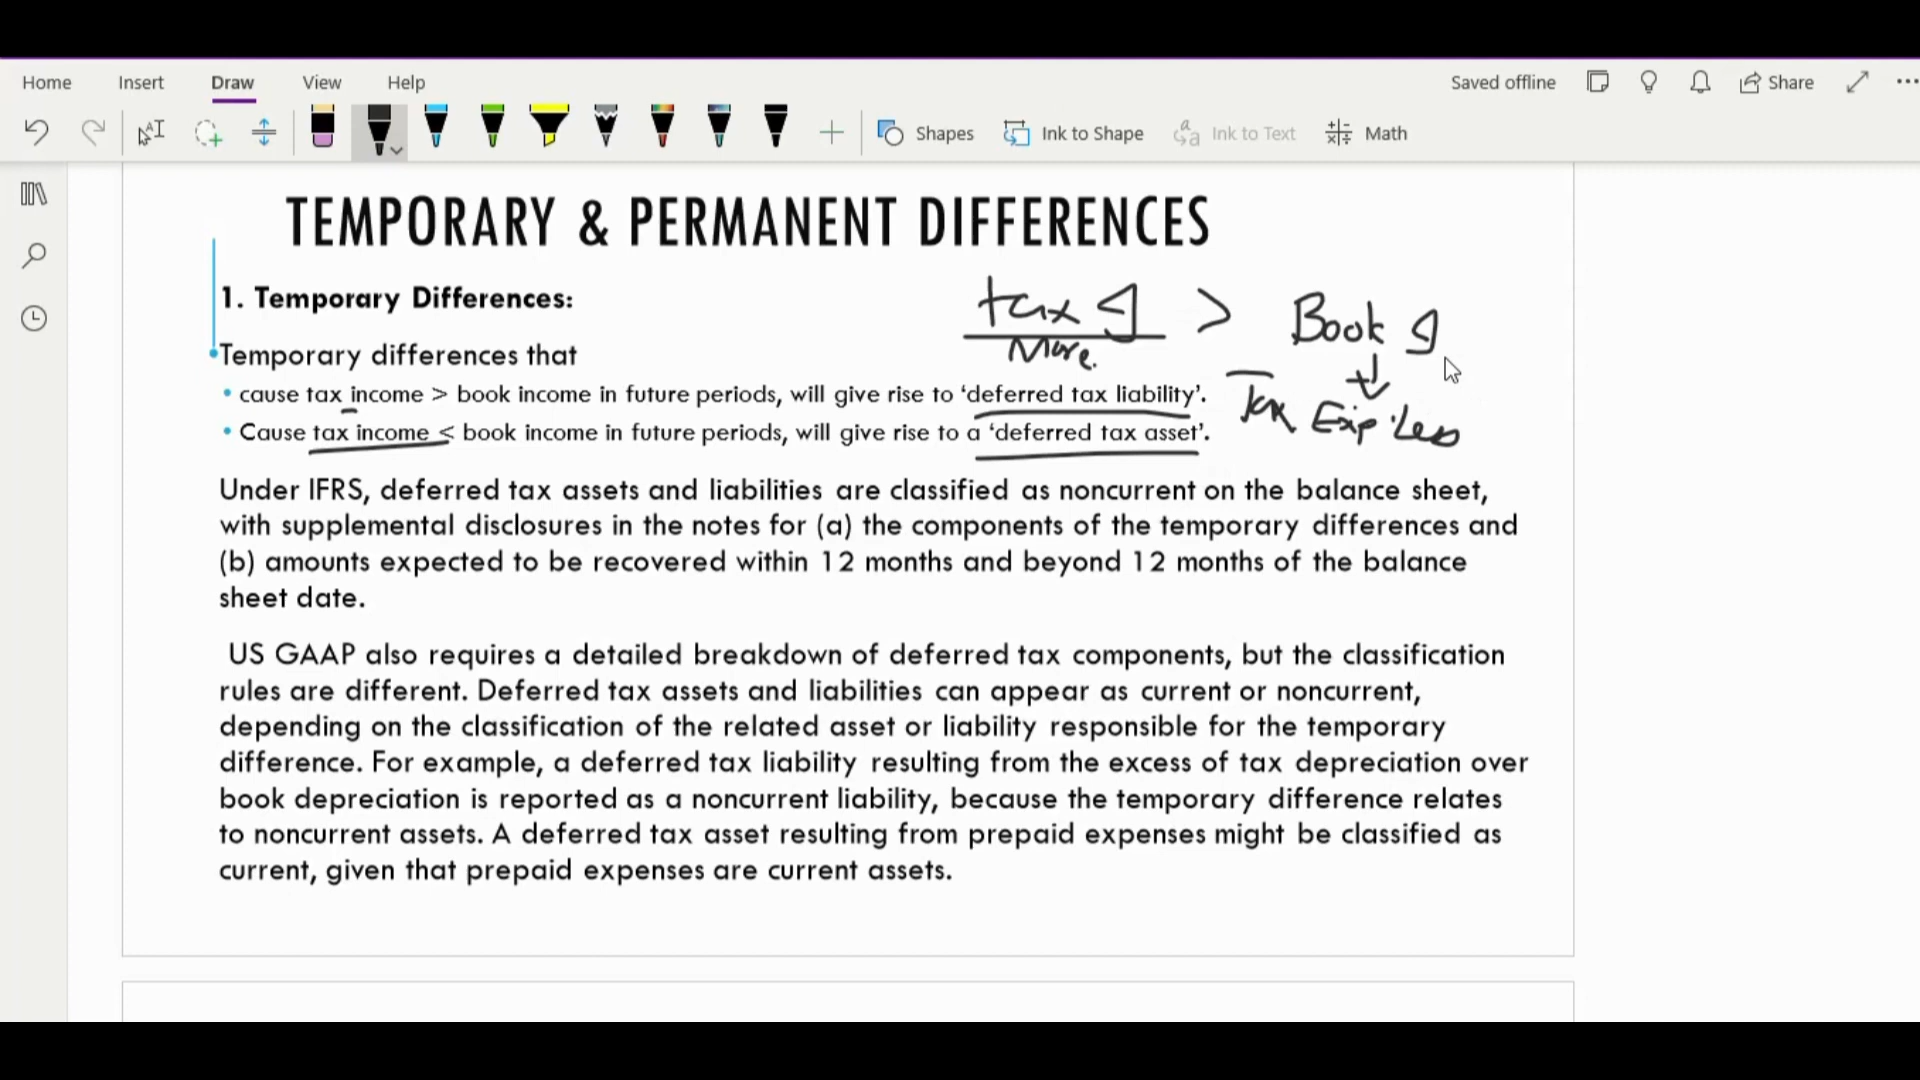 Home Insert Draw View Help Saved offline Share
Shapes Ink to Shape Ink to Text Math
TEMPORARY & PERMANENT DIFFERENCES
1. Temporary Differences:
tax I > Book I
More.
Temporary differences that
cause tax income > book income in future periods, will give rise to ‘deferred tax liability’.
Tax Exp Less
Cause tax income < book income in future periods, will give rise to a ‘deferred tax asset’.
Under IFRS, deferred tax assets and liabilities are classified as noncurrent on the balance sheet,
with supplemental disclosures in the notes for (a) the components of the temporary differences and
(b) amounts expected to be recovered within 12 months and beyond 12 months of the balance
sheet date.
US GAAP also requires a detailed breakdown of deferred tax components, but the classification
rules are different. Deferred tax assets and liabilities can appear as current or noncurrent,
depending on the classification of the related asset or liability responsible for the temporary
difference. For example, a deferred tax liability resulting from the excess of tax depreciation over
book depreciation is reported as a noncurrent liability, because the temporary difference relates
to noncurrent assets. A deferred tax asset resulting from prepaid expenses might be classified as
current, given that prepaid expenses are current assets.